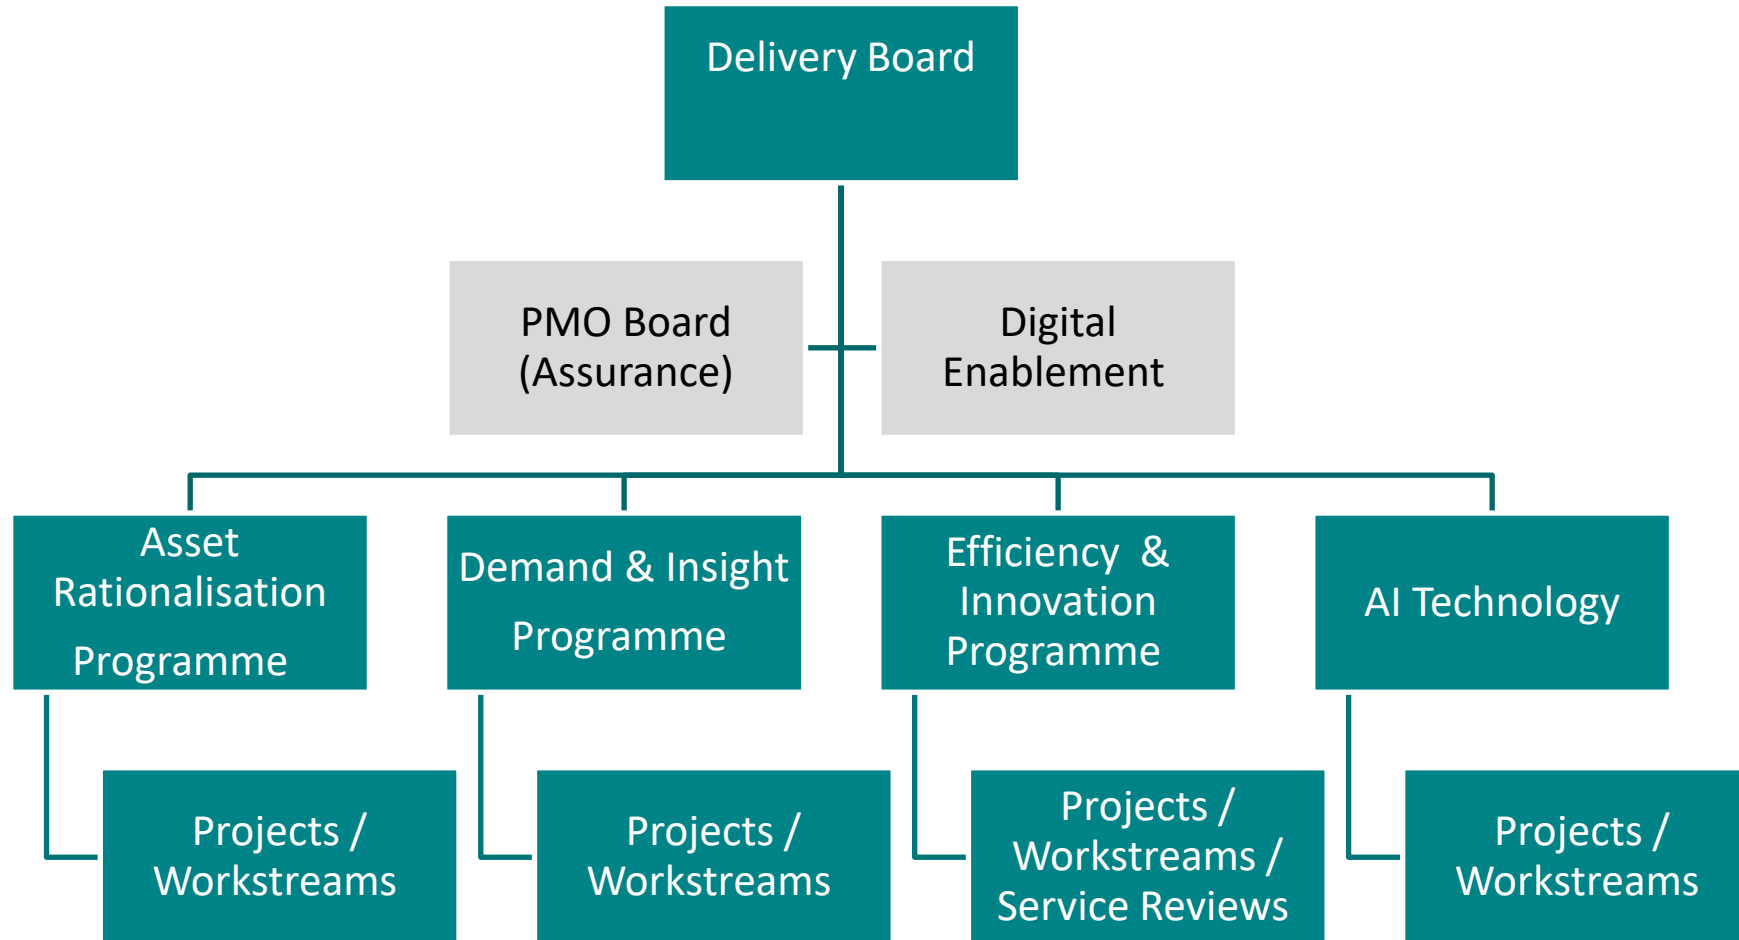 Delivery Board
PMO Board
(Assurance)
Digital
Enablement
Asset
Rationalisation
Programme
Demand & Insight
Programme
Efficiency &
Innovation
Programme
AI Technology
Projects /
Workstreams
Projects /
Workstreams
Projects /
Workstreams /
Service Reviews
Projects /
Workstreams